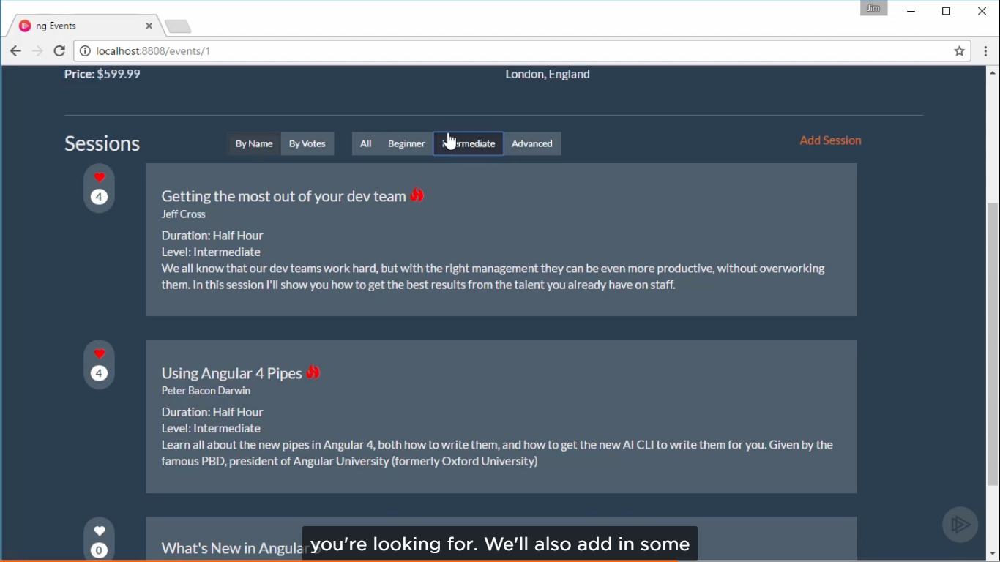 Jim
ng Events
localhost:8808/events/1
Price: $599.99
London, England
Sessions
By Name
By Votes
All
Beginner
Advanced
Add Session
4
Getting the most out of your dev team
Jeff Cross
Duration: Half Hour
Level: Intermediate
We all know that our dev teams work hard, but with the right management they can be even more productive, without overworking
them. In this session I'll show you how to get the best results from the talent you already have on staff.
4
Using Angular 4 Pipes
Peter Bacon Darwin
Duration: Half Hour
Level: Intermediate
Learn all about the new pipes in Angular 4, both how to write them, and how to get the new AI CLI to write them for you. Given by the
famous PBD, president of Angular University (formerly Oxford University)
0
What's New in Angular
you're looking for. We'll also add in some